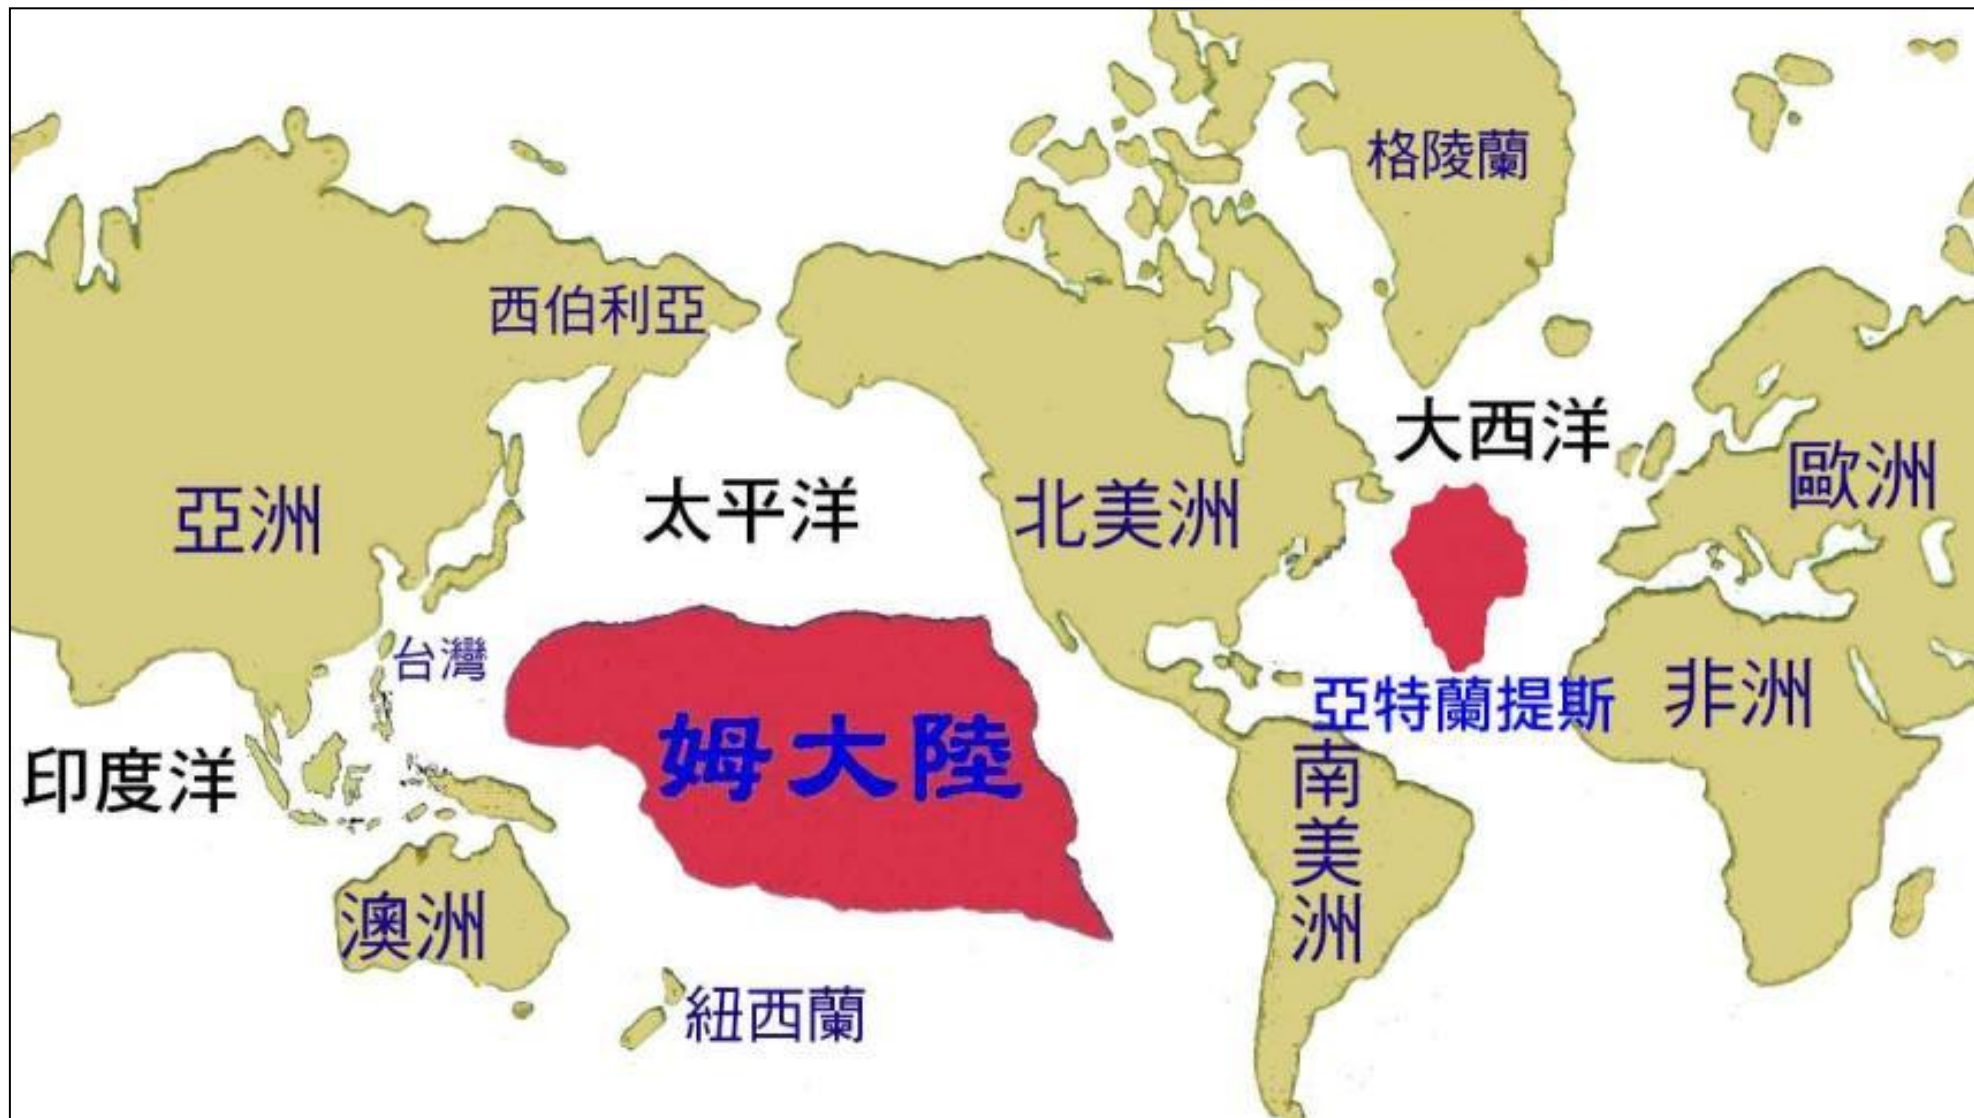 格陵蘭
西伯利亞
大西洋
歐洲
亞洲
太平洋
北美洲
台灣
非洲
亞特蘭提斯
姆大陸
印度洋
南美洲
澳洲
紐西蘭